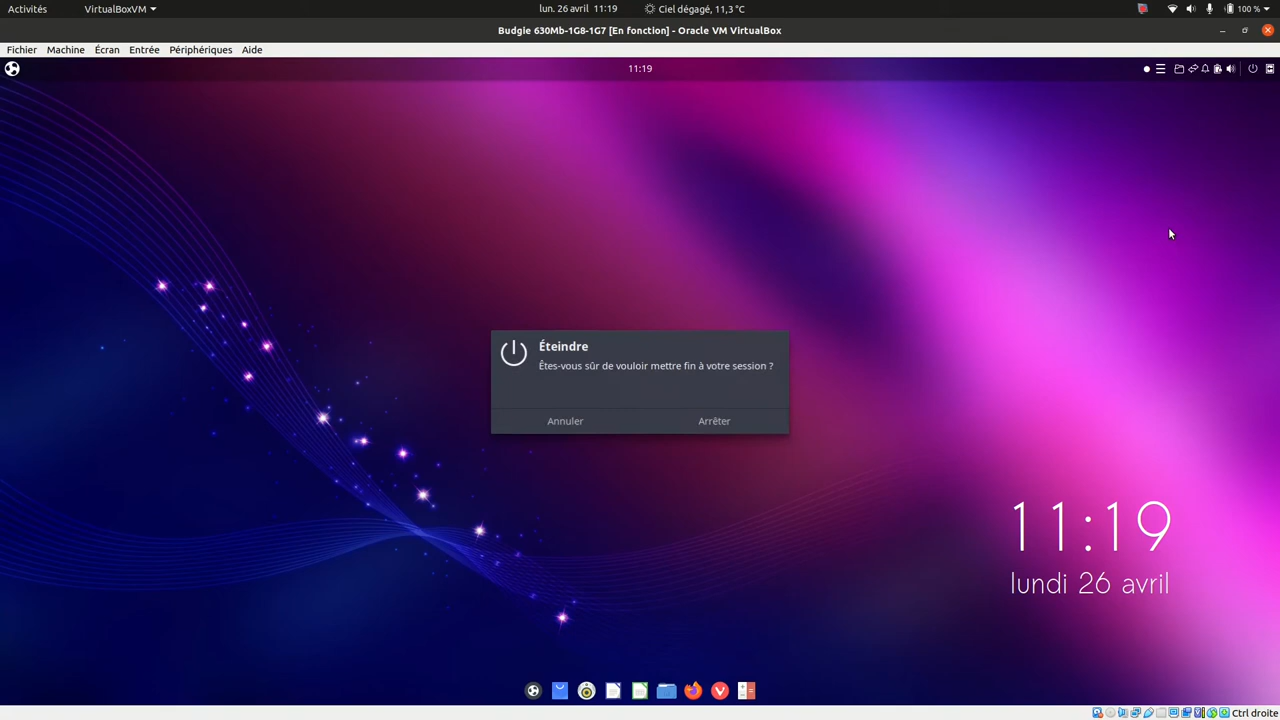 Activités VirtualBoxVM lun. 26 avril 11:19 Ciel dégagé, 11,3 °C 100 %
Budgie 630Mb-1G8-1G7 [En fonction] - Oracle VM VirtualBox
Fichier Machine Écran Entrée Périphériques Aide
11:19
Éteindre
Êtes-vous sûr de vouloir mettre fin à votre session ?
Annuler Arrêter
11:19
lundi 26 avril
Ctrl droite